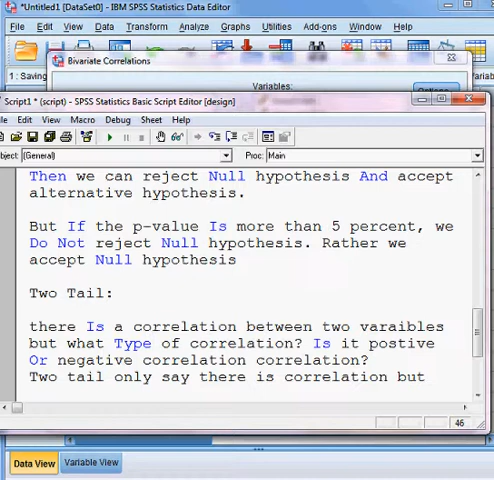 *Untitled1 [DataSet0] - IBM SPSS Statistics Data Editor
File Edit View Data Transform Analyze Graphs Utilities Add-ons Window Help
Bivariate Correlations
1 : Saving
Variables:
Script1 * (script) - SPSS Statistics Basic Script Editor [design]
Edit View Macro Debug Sheet Help
bject: (General) Proc: Main
Then we can reject Null hypothesis And accept
alternative hypothesis.
But If the p-value Is more than 5 percent, we
Do Not reject Null hypothesis. Rather we
accept Null hypothesis
Two Tail:
there Is a correlation between two varaibles
but what Type of correlation? Is it postive
Or negative correlation correlation?
Two tail only say there is correlation but
46
Data View Variable View